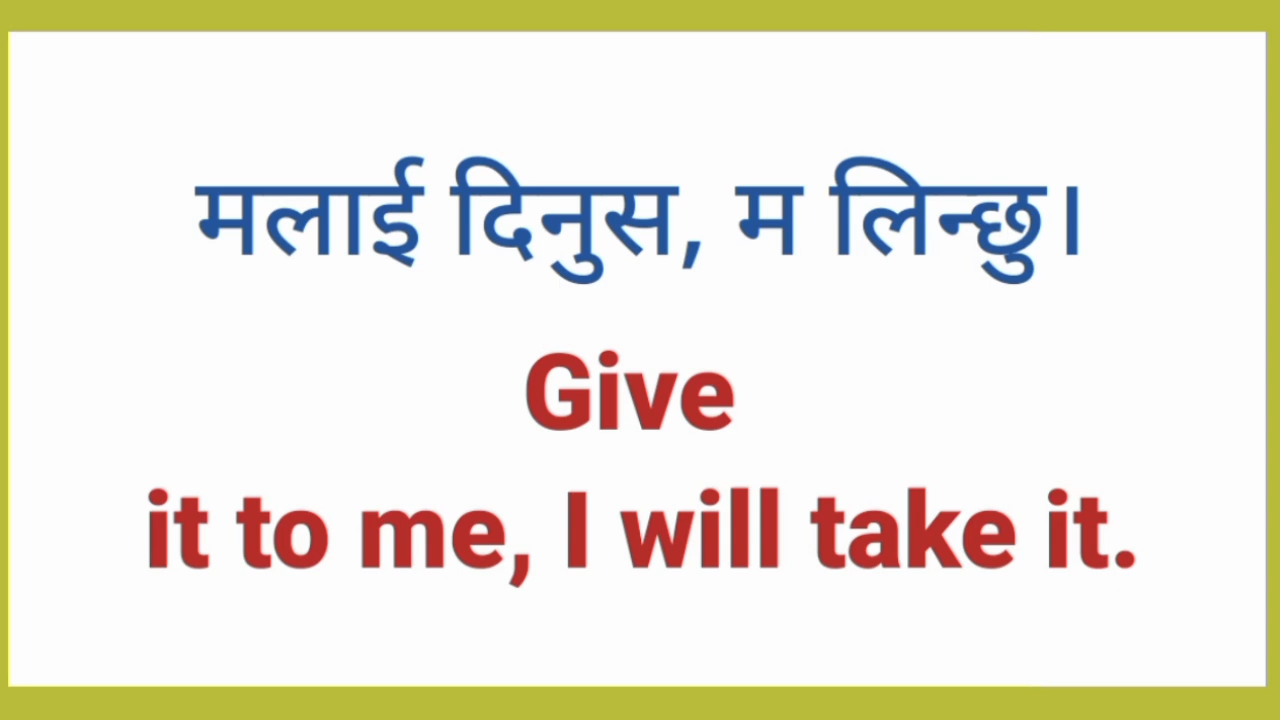 मलाई दिनुस, म लिन्छु।
Give
it to me, I will take it.